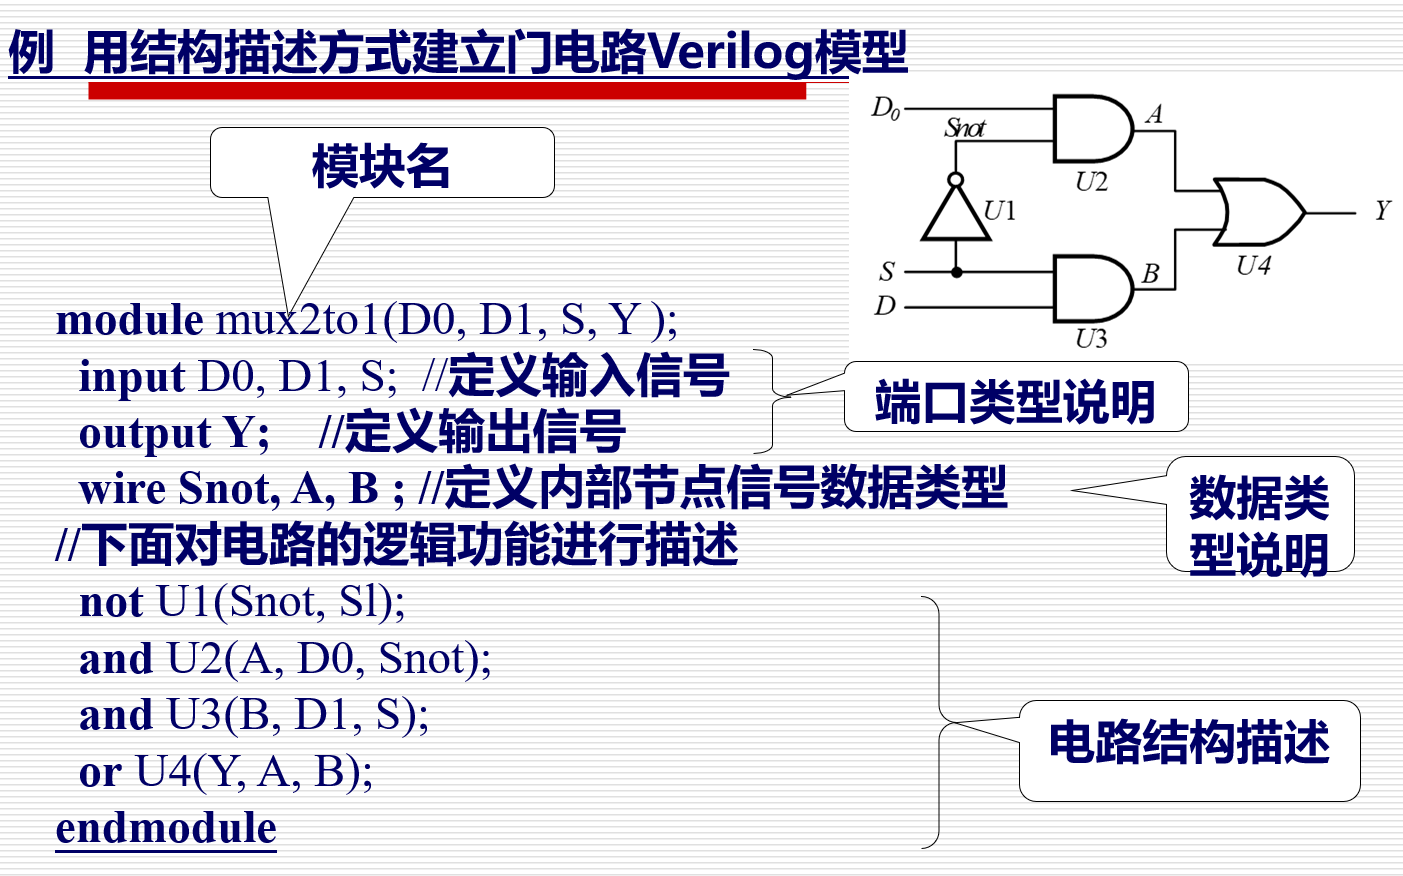 例 用结构描述方式建立门电路Verilog模型
模块名
module mux2to1(D0, D1, S, Y );
input D0, D1, S; //定义输入信号
output Y; //定义输出信号
wire Snot, A, B ; //定义内部节点信号数据类型
//下面对电路的逻辑功能进行描述
not U1(Snot, Sl);
and U2(A, D0, Snot);
and U3(B, D1, S);
or U4(Y, A, B);
endmodule
D0
Snot
A
U2
U1
Y
S
B
U4
D
U3
端口类型说明
数据类
型说明
电路结构描述